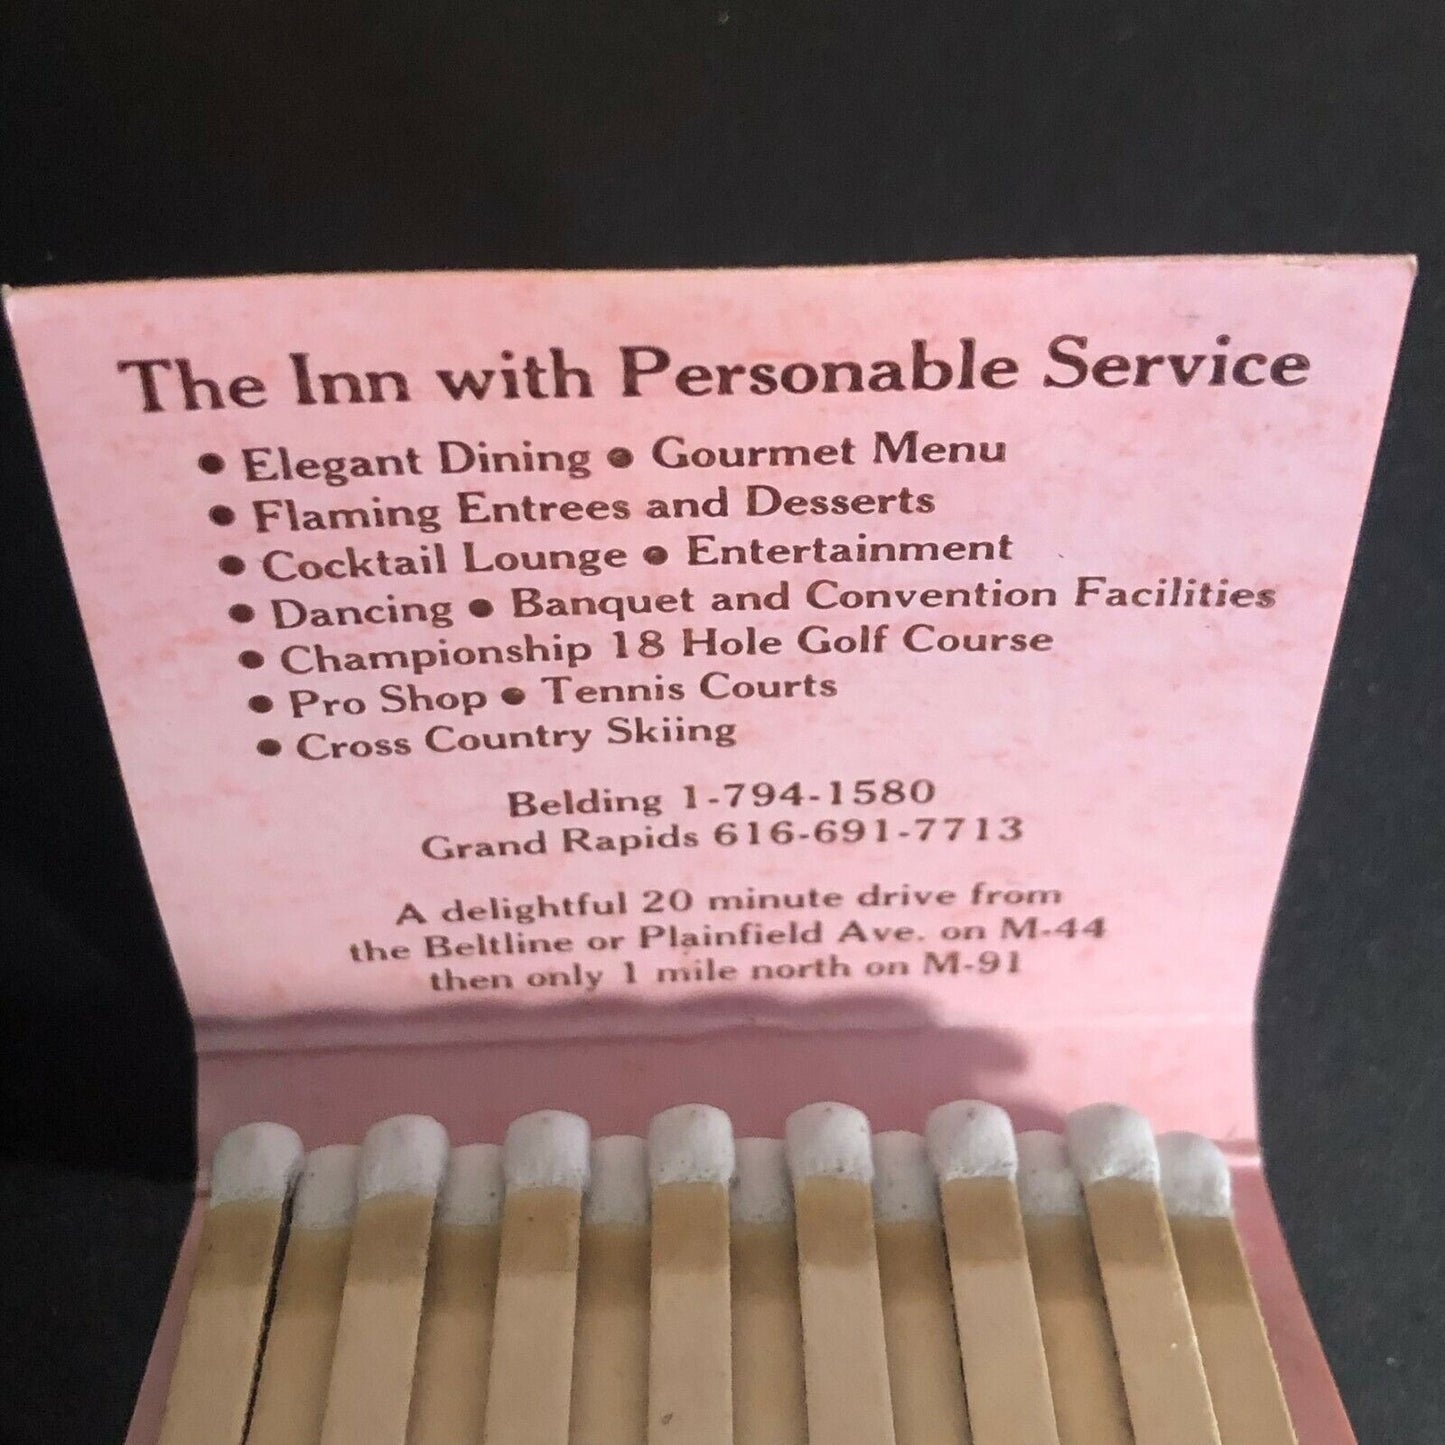 The Inn with Personable Service
• Elegant Dining • Gourmet Menu
• Flaming Entrees and Desserts
• Cocktail Lounge • Entertainment
• Dancing • Banquet and Convention Facilities
• Championship 18 Hole Golf Course
• Pro Shop • Tennis Courts
• Cross Country Skiing
Belding 1-794-1580
Grand Rapids 616-691-7713
A delightful 20 minute drive from
the Beltline or Plainfield Ave. on M-44
then only 1 mile north on M-91